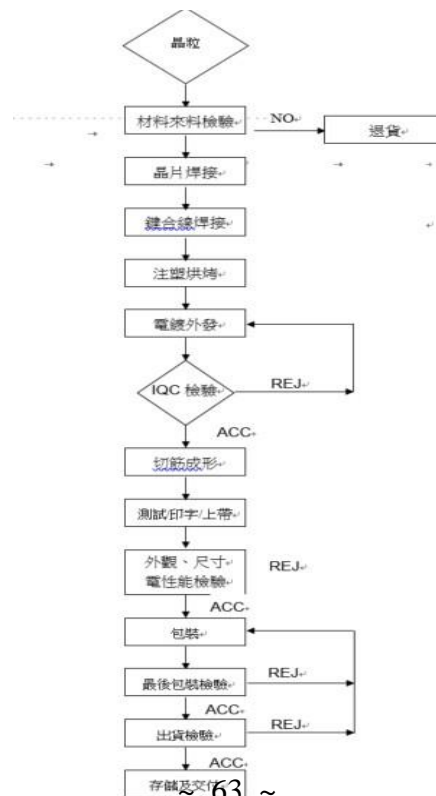 晶粒
材料來料檢驗
NO
退貨
晶片焊接
鍵合線焊接
注塑烘烤
電鍍外發
IQC 檢驗
REJ
ACC
切筋成形
測試/印字/上帶
外觀、尺寸
電性能檢驗
REJ
ACC
包裝
最後包裝檢驗
REJ
ACC
出貨檢驗
REJ
ACC
存儲及交付
~ 63 ~